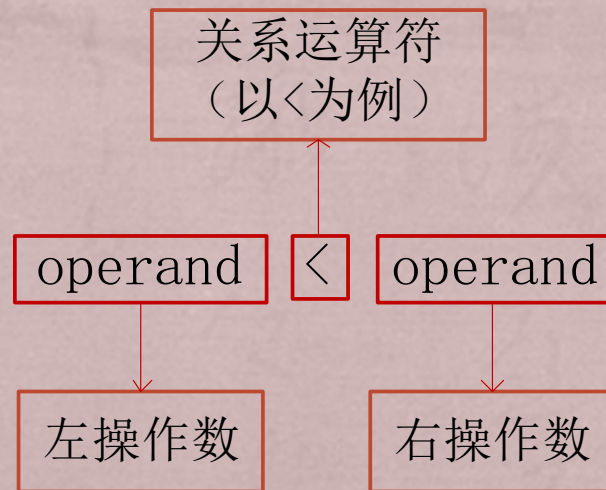 关系运算符
（以<为例）
operand < operand
左操作数 右操作数